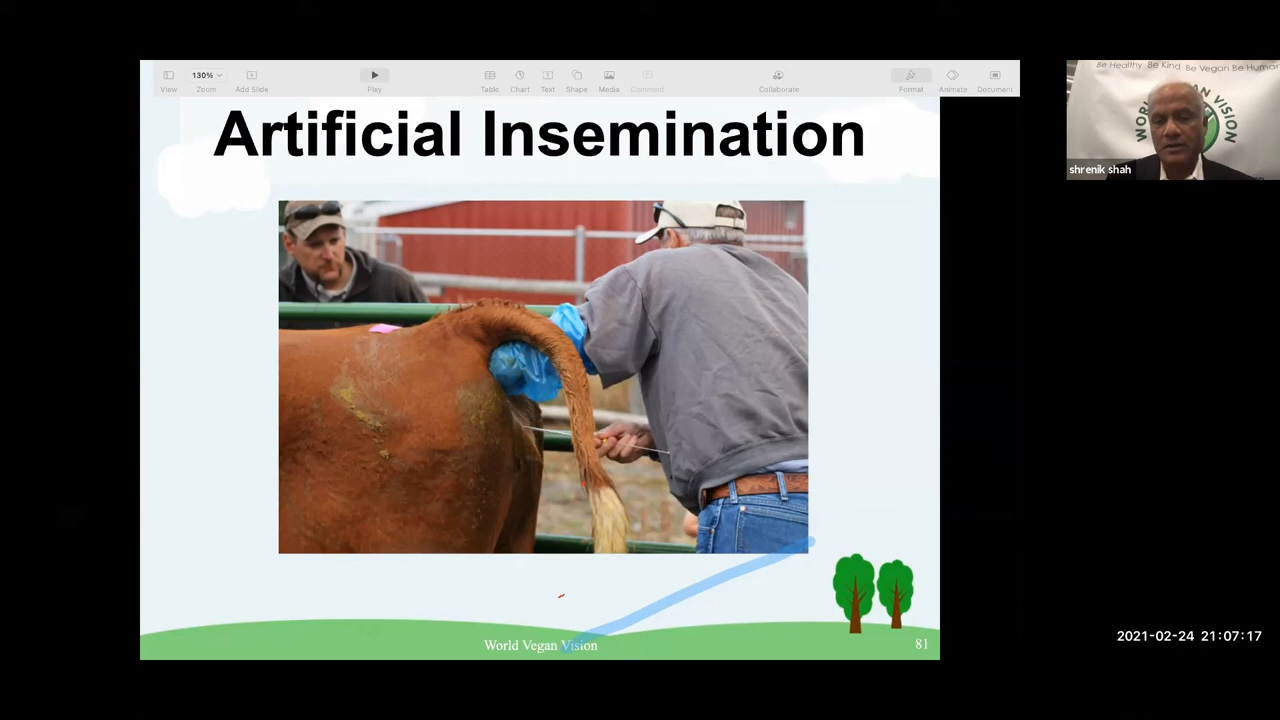 130%
View
Zoom
Add Slide
Play
Table
Chart
Text
Shape
Media
Comment
Collaborate
Format
Animate
Document
Artificial Insemination
World Vegan Vision
81
Be Healthy Be Kind Be Vegan Be Human
shrenik shah
2021-02-24 21:07:17